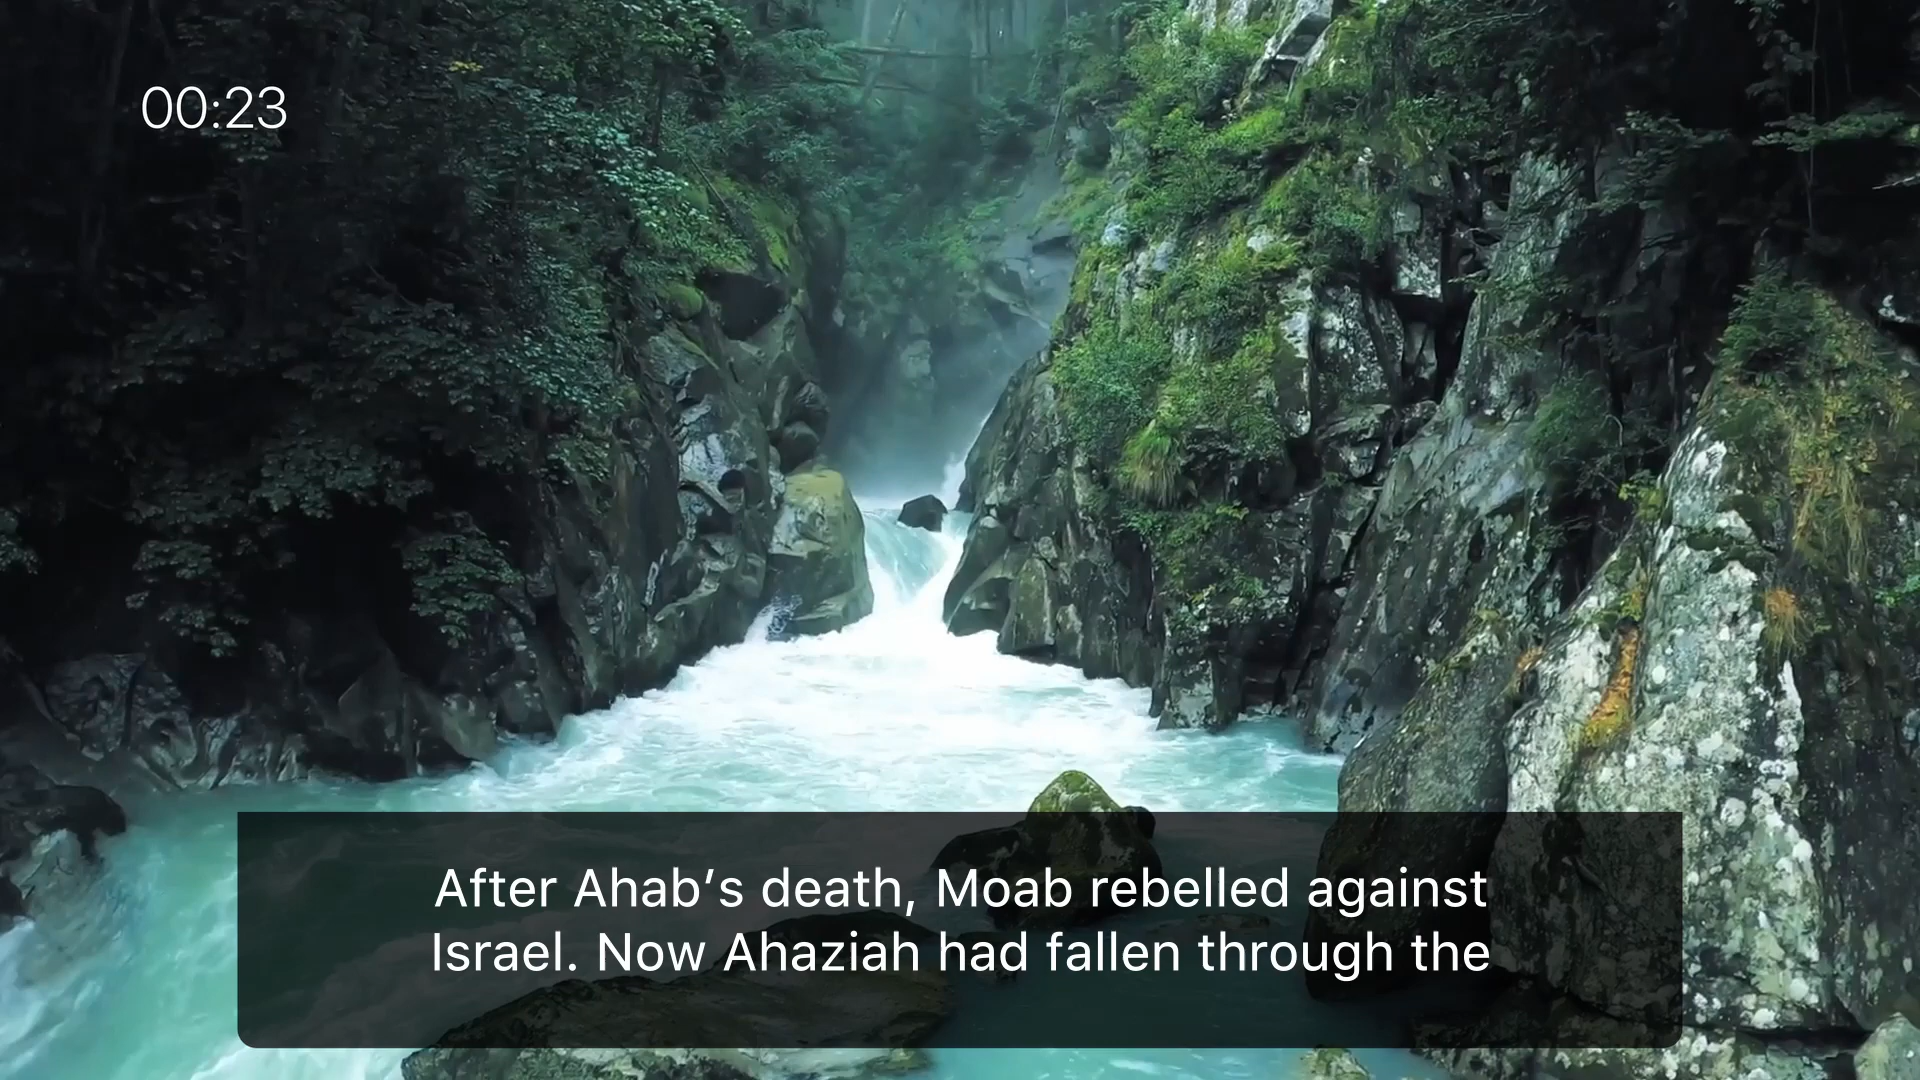 00:23
After Ahab’s death, Moab rebelled against
Israel. Now Ahaziah had fallen through the